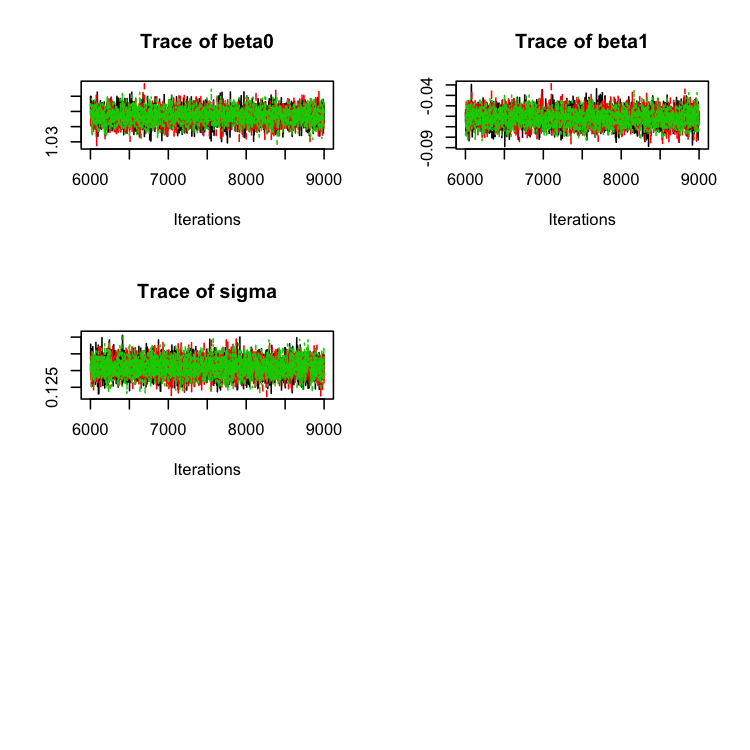 Trace of beta0
1.03
6000 7000 8000 9000
Iterations
Trace of beta1
-0.09 -0.04
6000 7000 8000 9000
Iterations
Trace of sigma
0.125
6000 7000 8000 9000
Iterations